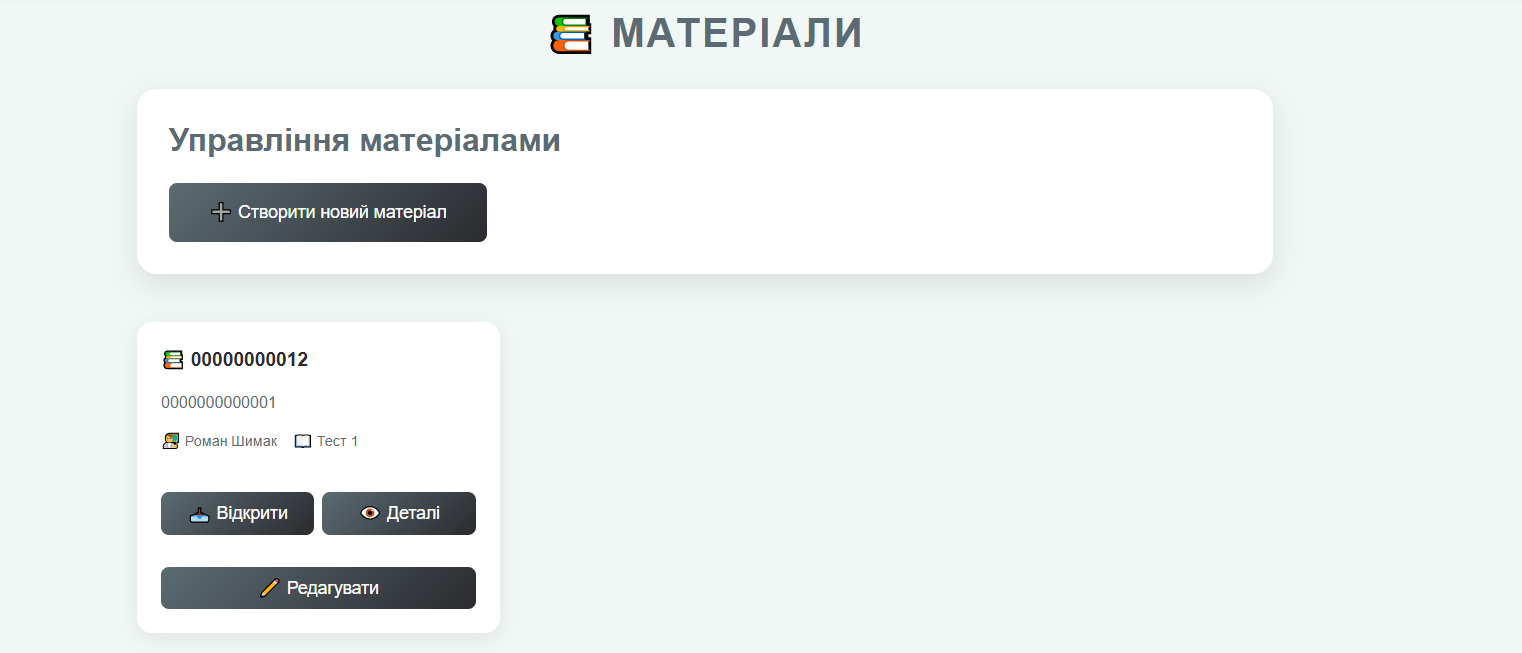 МАТЕРІАЛИ
Управління матеріалами
Створити новий матеріал
00000000012
0000000000001
Роман Шимак Тест 1
Відкрити Деталі
Редагувати